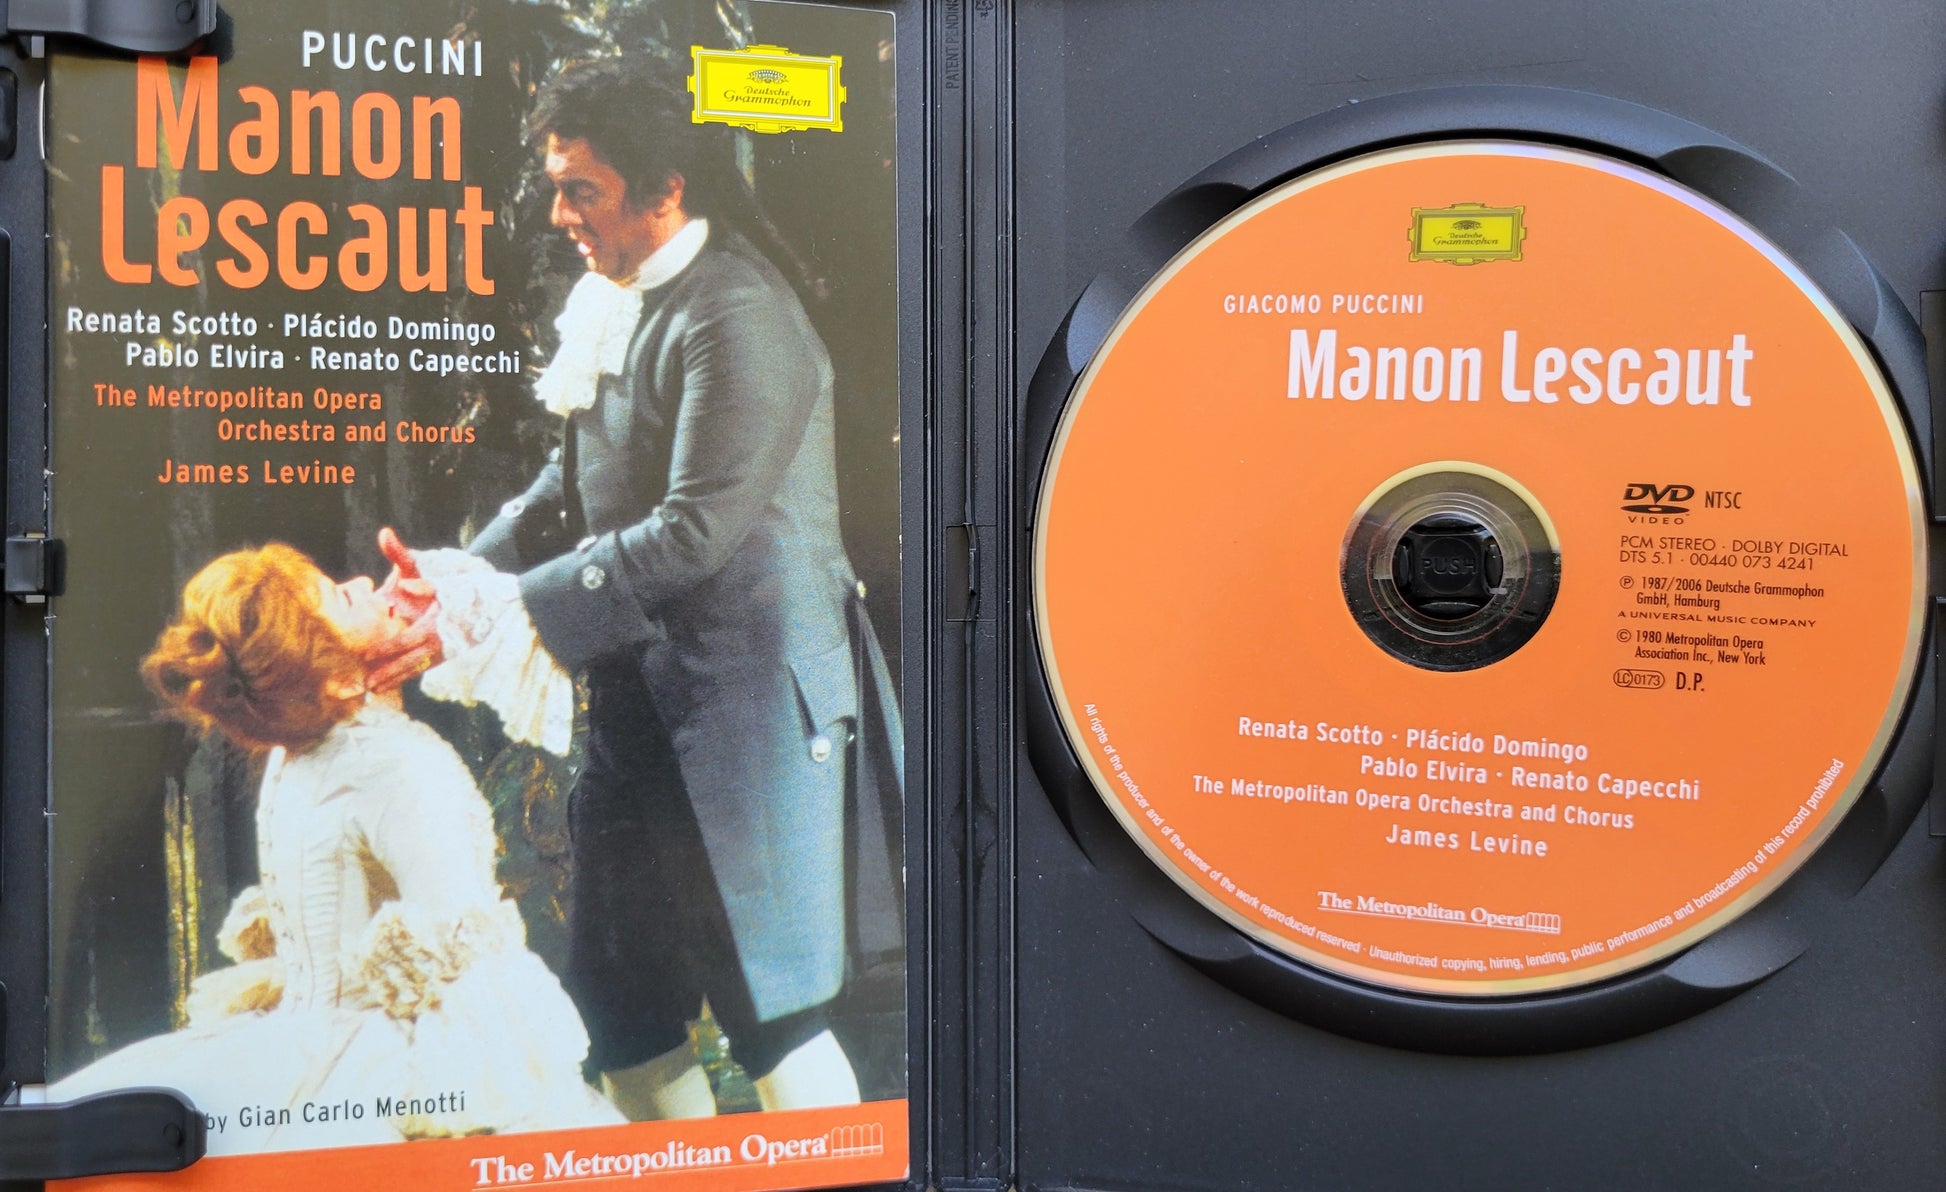 PUCCINI
Manon
Lescaut
Deutsche
Grammophon
Renata Scotto · Plácido Domingo
Pablo Elvira · Renato Capecchi
The Metropolitan Opera
Orchestra and Chorus
James Levine
by Gian Carlo Menotti
The Metropolitan Opera
PATENT PENDING
Deutsche
Grammophon
GIACOMO PUCCINI
Manon Lescaut
PUSH
DVD NTSC
VIDEO
PCM STEREO · DOLBY DIGITAL
DTS 5.1 · 00440 073 4241
℗ 1987/2006 Deutsche Grammophon
GmbH, Hamburg
A UNIVERSAL MUSIC COMPANY
© 1980 Metropolitan Opera
Association Inc., New York
LC 0173 D.P.
Renata Scotto · Plácido Domingo
Pablo Elvira · Renato Capecchi
The Metropolitan Opera Orchestra and Chorus
James Levine
The Metropolitan Opera
All rights of the producer and of the owner of the work reproduced reserved · Unauthorized copying, hiring, lending, public performance and broadcasting of this record prohibited